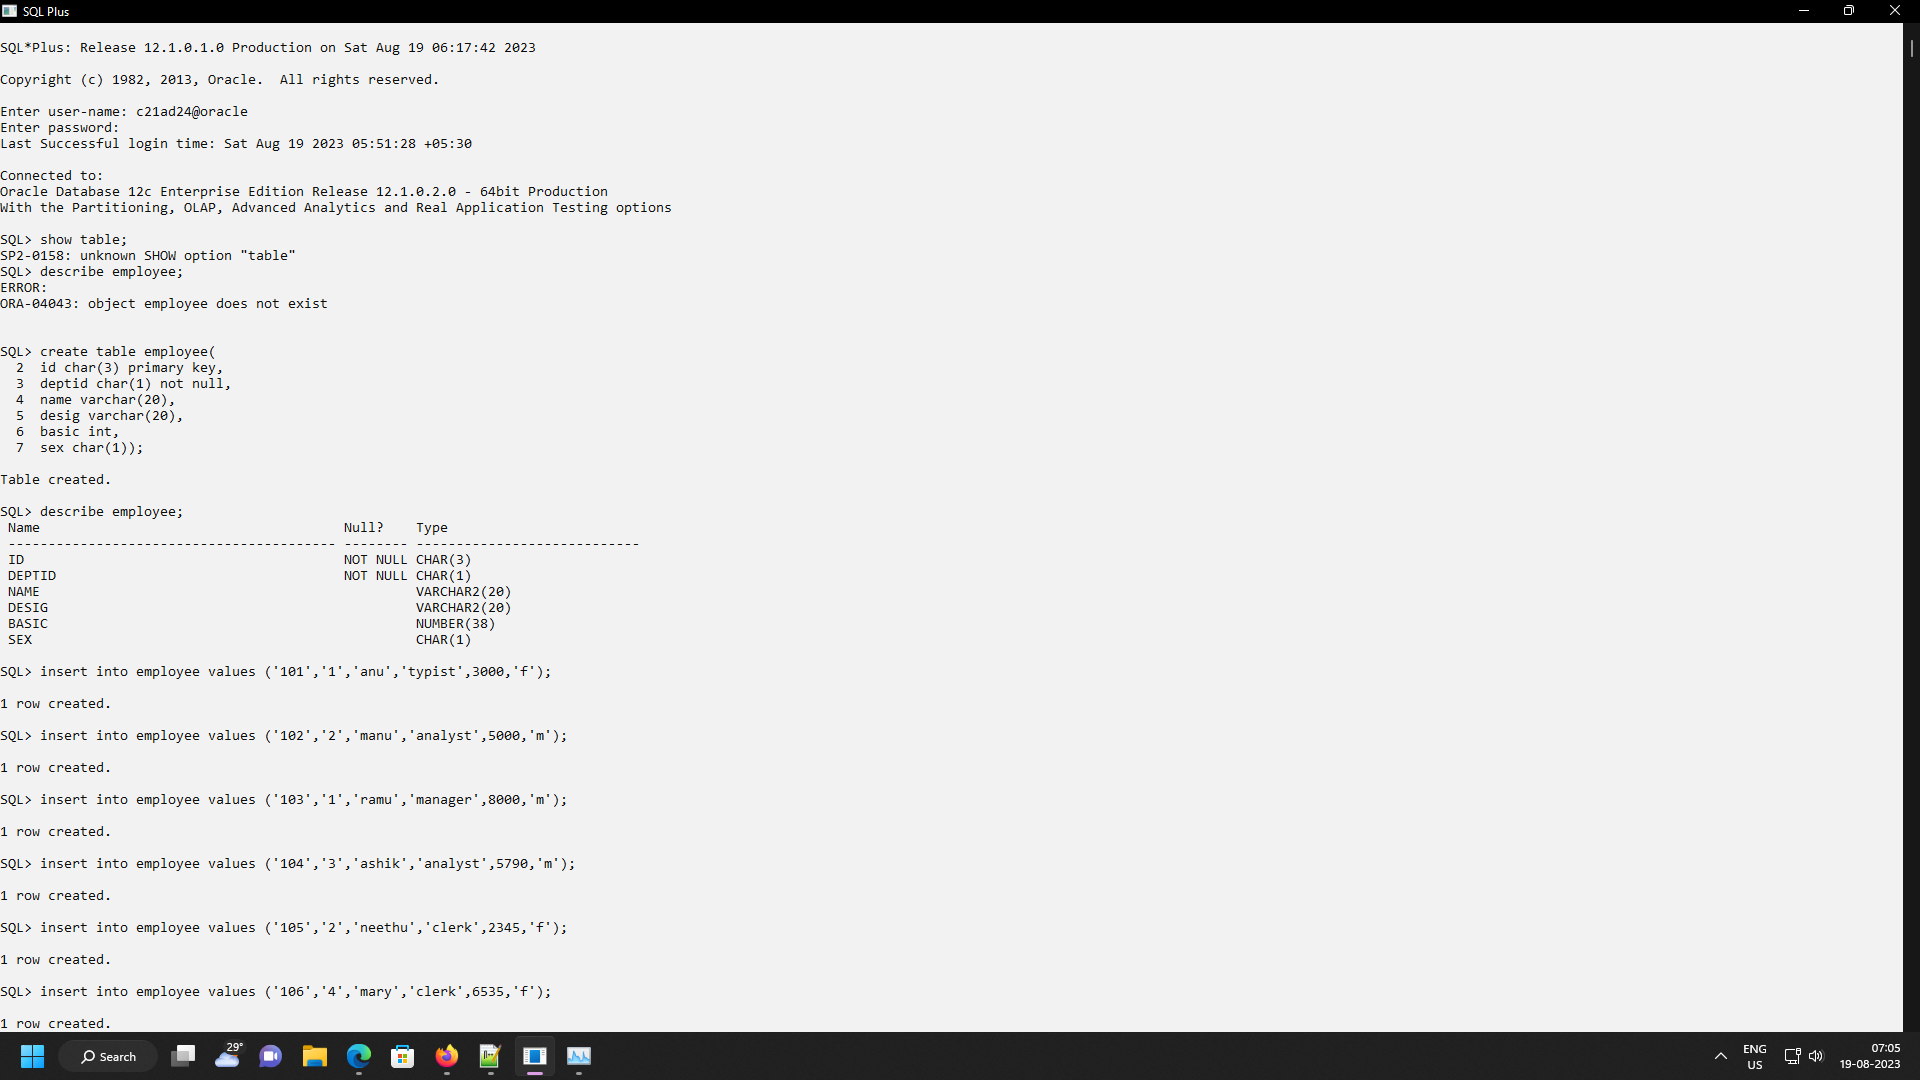 SQL Plus
SQL*Plus: Release 12.1.0.1.0 Production on Sat Aug 19 06:17:42 2023
Copyright (c) 1982, 2013, Oracle.  All rights reserved.
Enter user-name: c21ad24@oracle
Enter password:
Last Successful login time: Sat Aug 19 2023 05:51:28 +05:30
Connected to:
Oracle Database 12c Enterprise Edition Release 12.1.0.2.0 - 64bit Production
With the Partitioning, OLAP, Advanced Analytics and Real Application Testing options
SQL> show table;
SP2-0158: unknown SHOW option "table"
SQL> describe employee;
ERROR:
ORA-04043: object employee does not exist
SQL> create table employee(
  2  id char(3) primary key,
  3  deptid char(1) not null,
  4  name varchar(20),
  5  desig varchar(20),
  6  basic int,
  7  sex char(1));
Table created.
SQL> describe employee;
 Name                                      Null?    Type
 ----------------------------------------- -------- ----------------------------
 ID                                        NOT NULL CHAR(3)
 DEPTID                                    NOT NULL CHAR(1)
 NAME                                               VARCHAR2(20)
 DESIG                                              VARCHAR2(20)
 BASIC                                              NUMBER(38)
 SEX                                                CHAR(1)
SQL> insert into employee values ('101','1','anu','typist',3000,'f');
1 row created.
SQL> insert into employee values ('102','2','manu','analyst',5000,'m');
1 row created.
SQL> insert into employee values ('103','1','ramu','manager',8000,'m');
1 row created.
SQL> insert into employee values ('104','3','ashik','analyst',5790,'m');
1 row created.
SQL> insert into employee values ('105','2','neethu','clerk',2345,'f');
1 row created.
SQL> insert into employee values ('106','4','mary','clerk',6535,'f');
1 row created.
Search
29°
ENG
US
07:05
19-08-2023